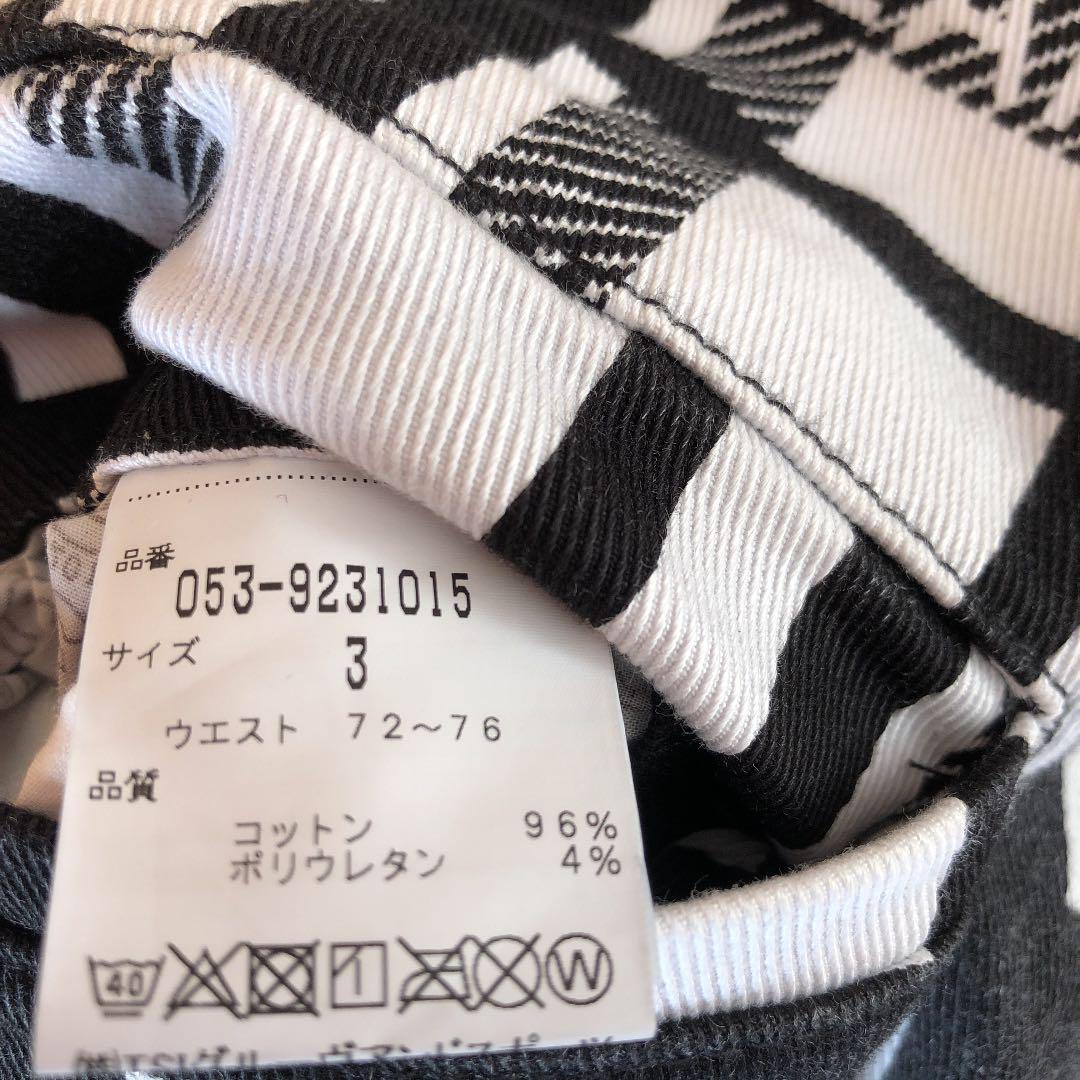 品番
053-9231015
サイズ 3
ウエスト 72〜76
品質
コットン 96%
ポリウレタン 4%
40 W